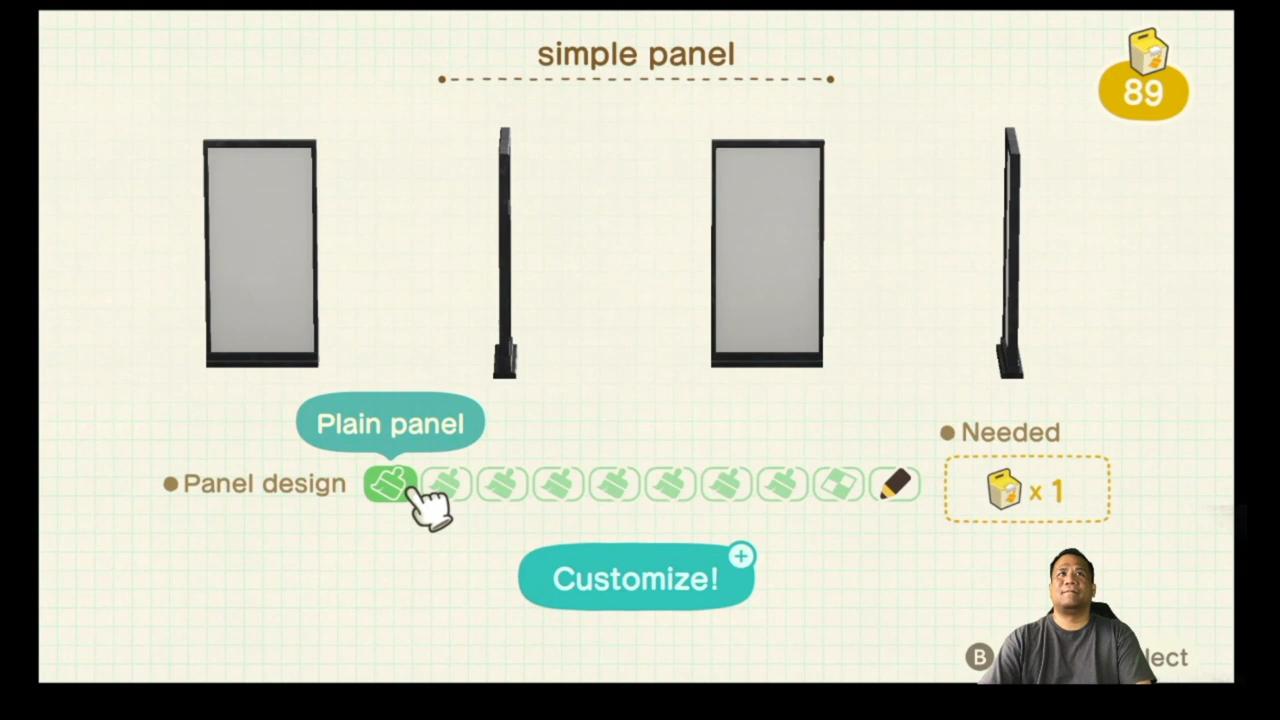 simple panel
89
Plain panel
Needed
Panel design
x 1
Customize!
B
lect